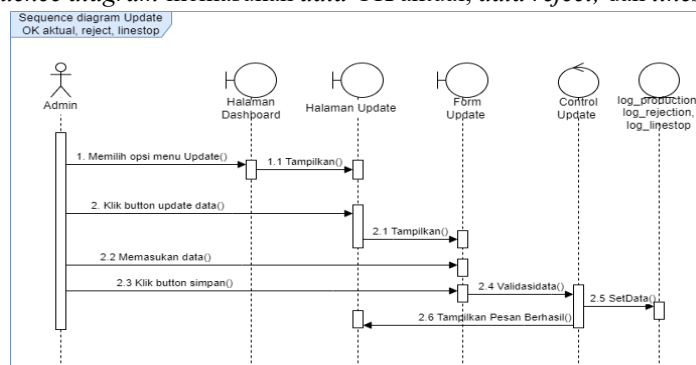 Sequence diagram Update
OK aktual, reject, linestop
Admin
Halaman
Dashboard
Halaman Update
Form
Update
Control
Update
log_production,
log_rejection,
log_linestop
1. Memilih opsi menu Update()
1.1 Tampilkan()
2. Klik button update data()
2.1 Tampilkan()
2.2 Memasukan data()
2.3 Klik button simpan()
2.4 Validasidata()
2.5 SetData()
2.6 Tampilkan Pesan Berhasil()